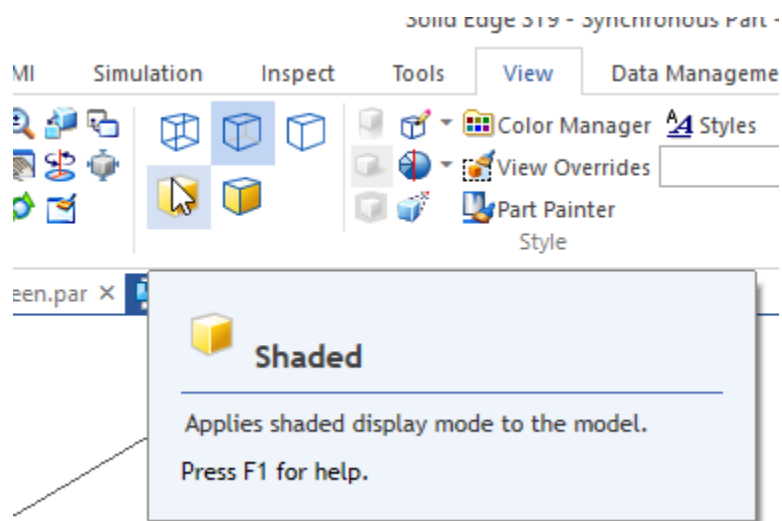 Solid Edge S19 - Synchronous Part -
MI Simulation Inspect Tools View Data Manageme
Color Manager Styles
View Overrides
Part Painter
Style
een.par
Shaded
Applies shaded display mode to the model.
Press F1 for help.